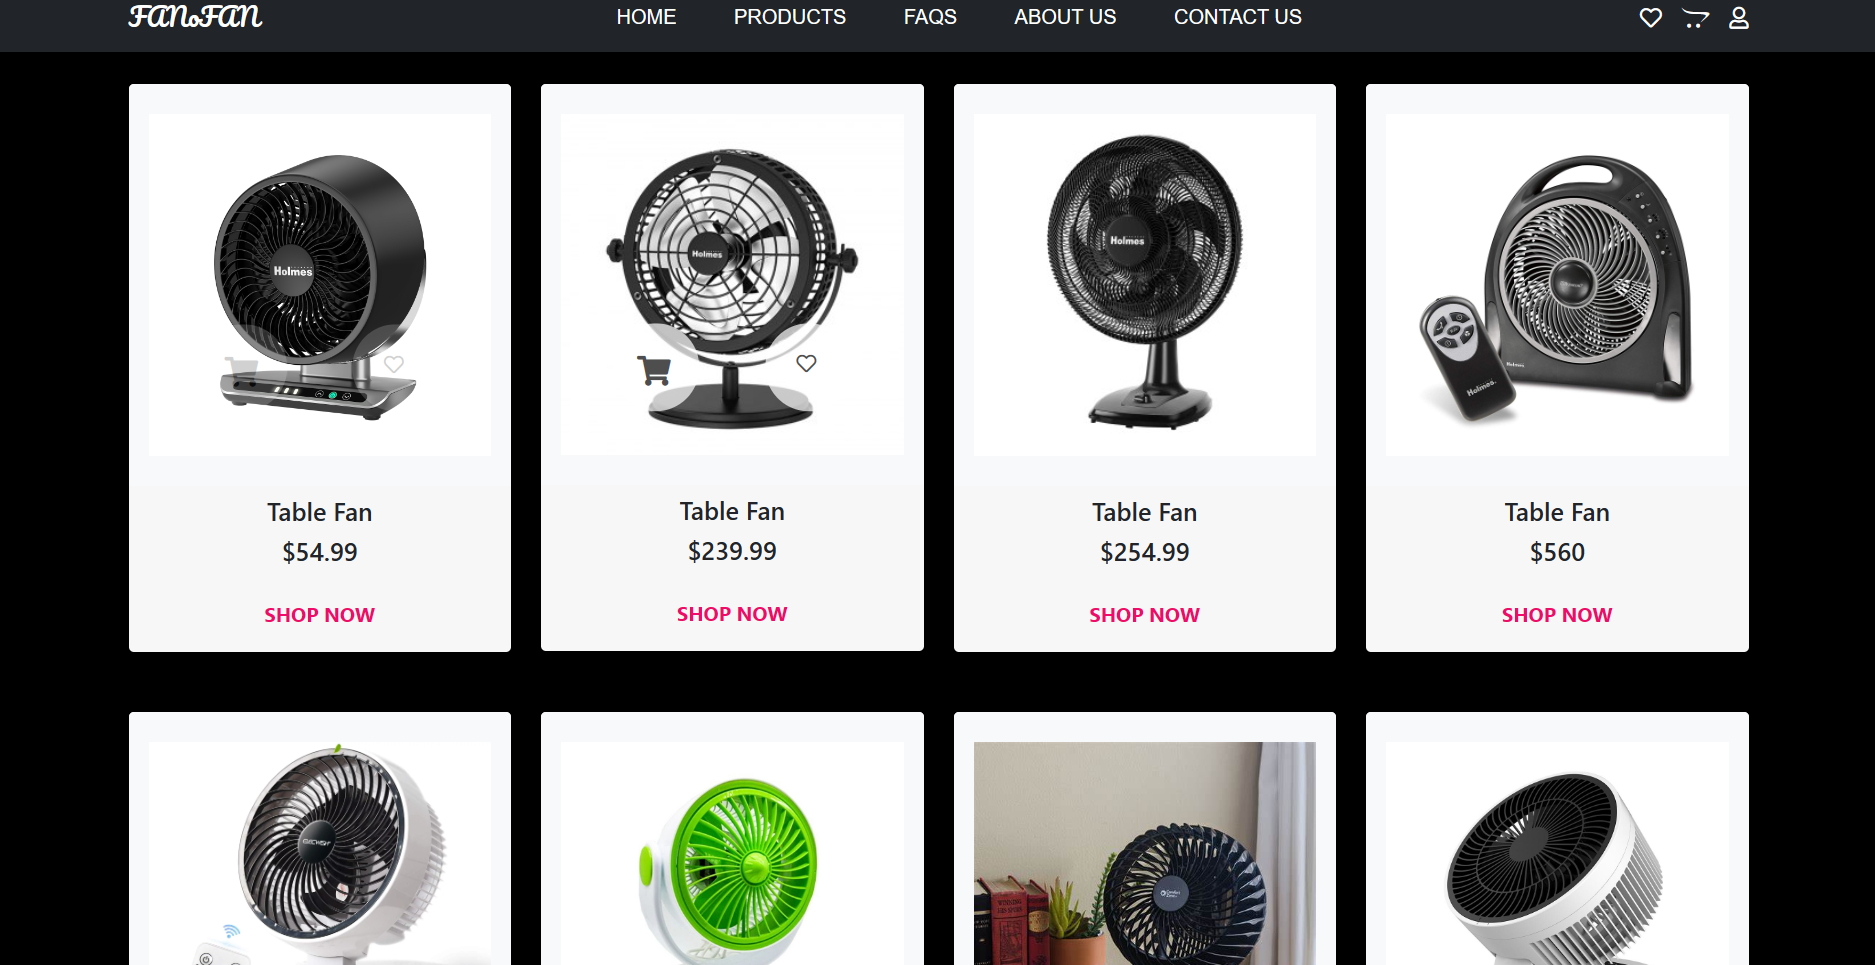 FANoFAN
HOME PRODUCTS FAQS ABOUT US CONTACT US
Holmes
Holmes
Holmes
Holmes
Holmes.
Table Fan
$54.99
SHOP NOW
Table Fan
$239.99
SHOP NOW
Table Fan
$254.99
SHOP NOW
Table Fan
$560
SHOP NOW